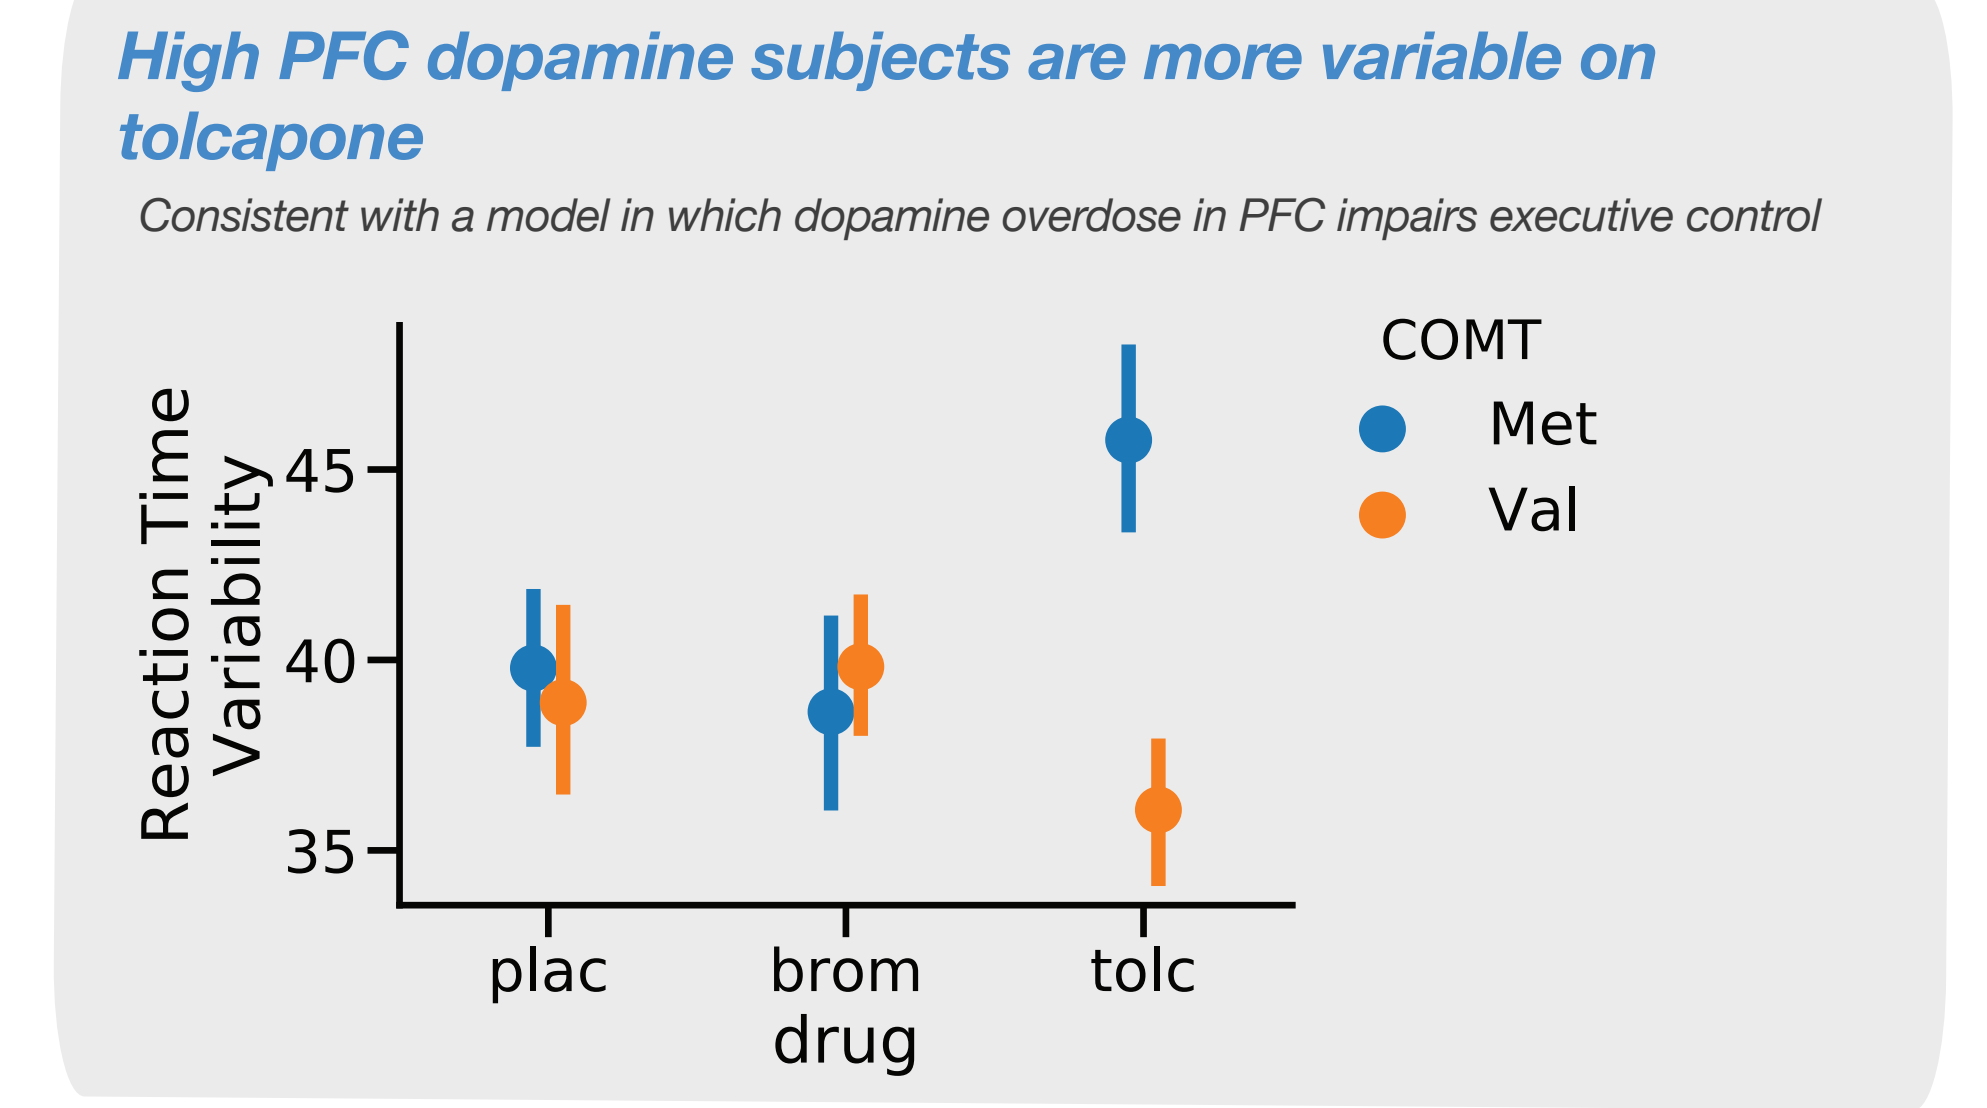 High PFC dopamine subjects are more variable on
tolcapone
Consistent with a model in which dopamine overdose in PFC impairs executive control
Reaction Time
Variability
45
40
35
plac
brom
tolc
drug
COMT
Met
Val